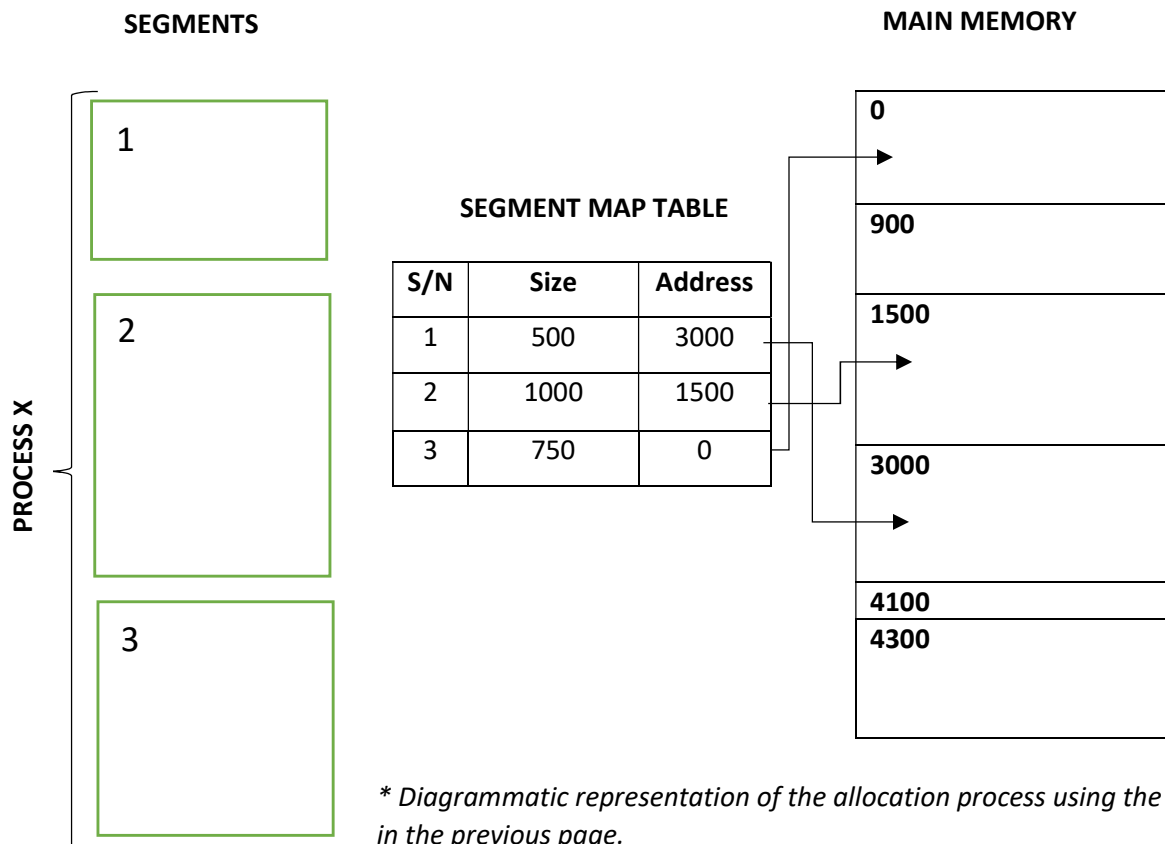 SEGMENTS
MAIN MEMORY
PROCESS X
1
2
3
SEGMENT MAP TABLE
S/N Size Address
1 500 3000
2 1000 1500
3 750 0
0
900
1500
3000
4100
4300
* Diagrammatic representation of the allocation process using the
in the previous page.